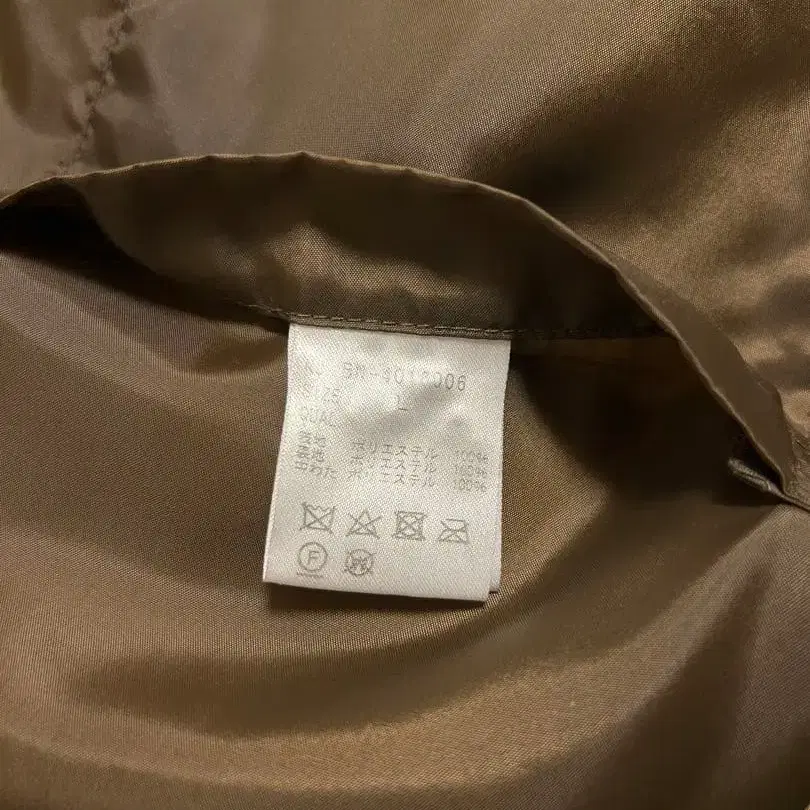 SIZE L
QUAL
表地 ポリエステル 100%
裏地 ポリエステル 100%
中わた ポリエステル 100%
F